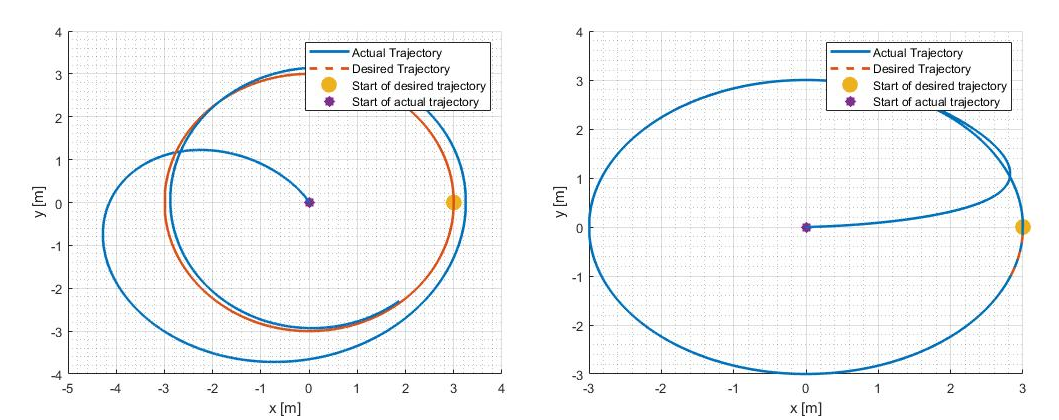 4
3
2
1
0
-1
-2
-3
-4
y [m]
-5 -4 -3 -2 -1 0 1 2 3 4
x [m]
Actual Trajectory
Desired Trajectory
Start of desired trajectory
Start of actual trajectory
4
3
2
1
0
-1
-2
-3
y [m]
-3 -2 -1 0 1 2 3
x [m]
Actual Trajectory
Desired Trajectory
Start of desired trajectory
Start of actual trajectory